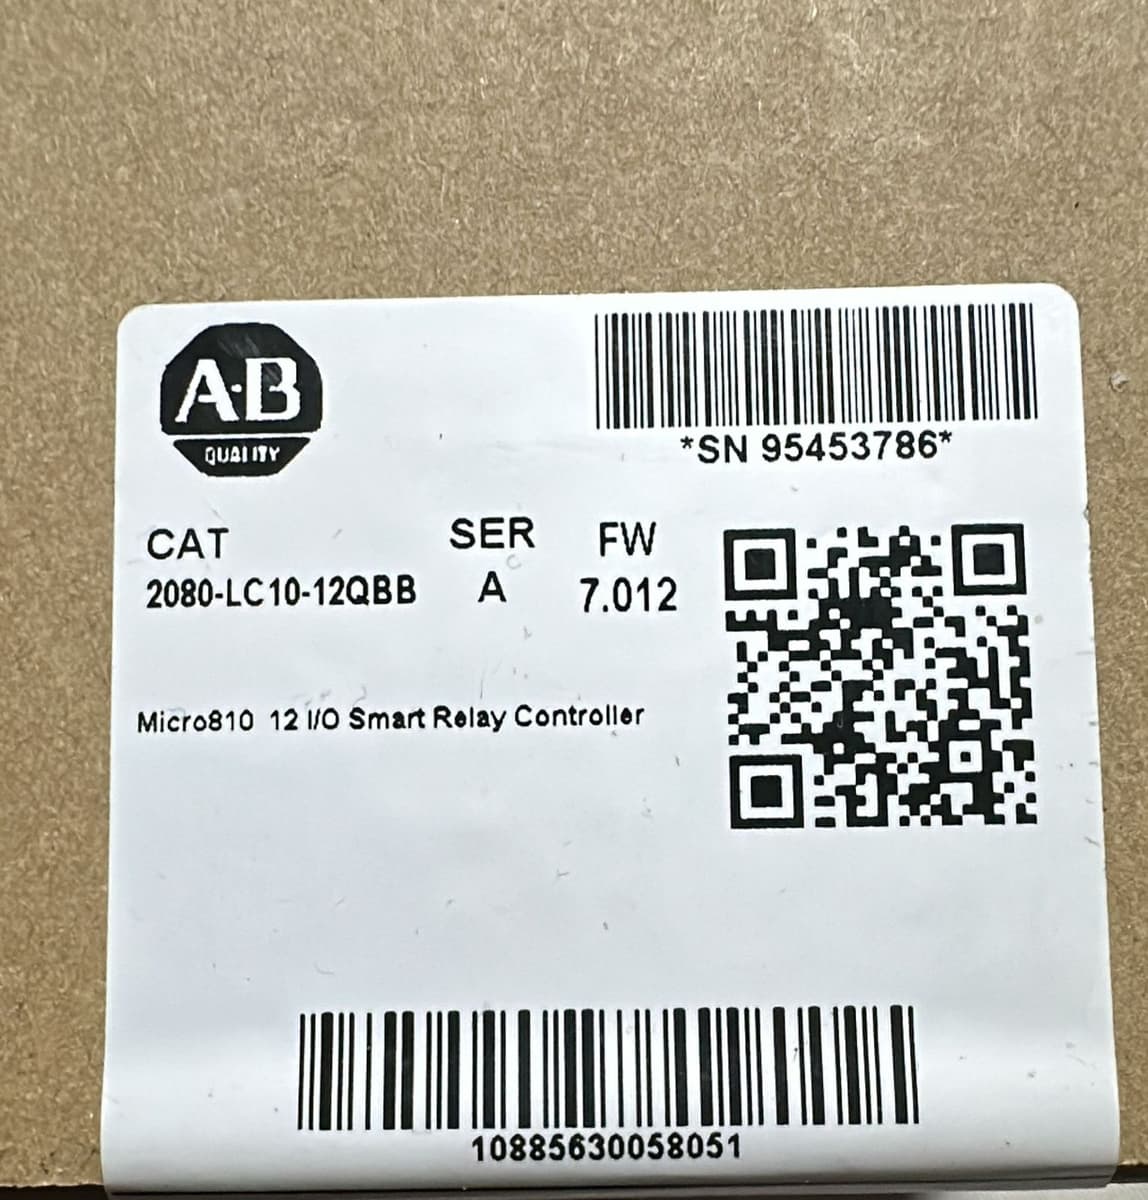 A·B
QUALITY
*SN 95453786*
CAT SER FW
2080-LC10-12QBB A 7.012
Micro810 12 I/O Smart Relay Controller
10885630058051